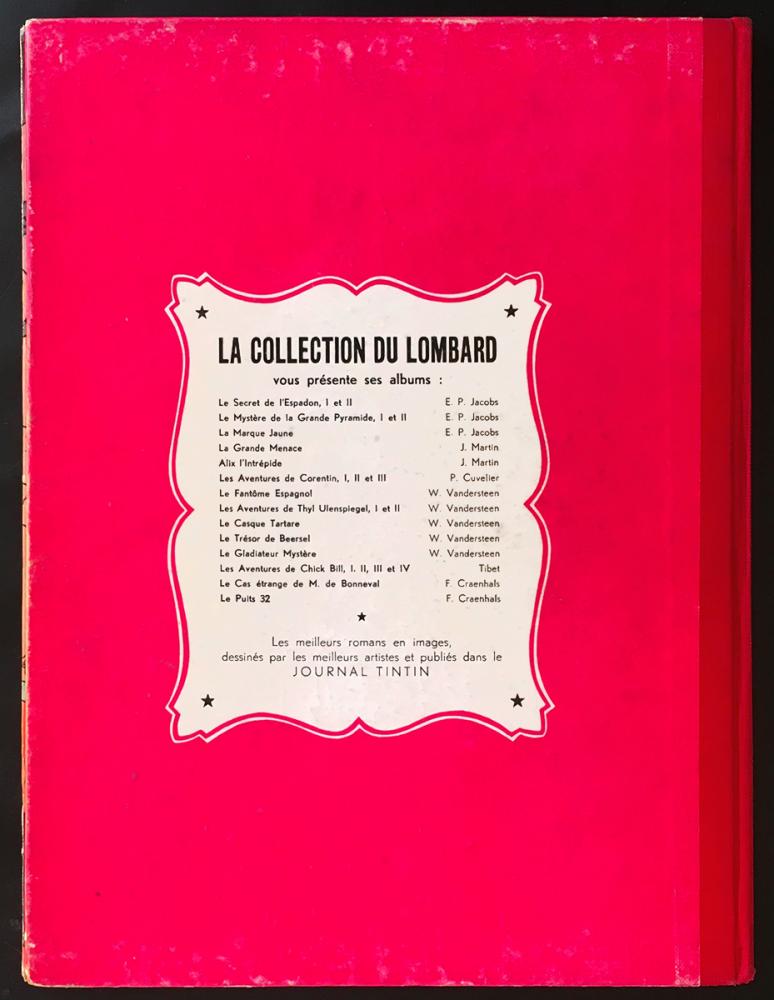 LA COLLECTION DU LOMBARD
vous présente ses albums :
Le Secret de l'Espadon, I et II E. P. Jacobs
Le Mystère de la Grande Pyramide, I et II E. P. Jacobs
La Marque Jaune E. P. Jacobs
La Grande Menace J. Martin
Alix l'Intrépide J. Martin
Les Aventures de Corentin, I, II et III P. Cuvelier
Le Fantôme Espagnol W. Vandersteen
Les Aventures de Thyl Ulenspiegel, I et II W. Vandersteen
Le Casque Tartare W. Vandersteen
Le Trésor de Beersel W. Vandersteen
Le Gladiateur Mystère W. Vandersteen
Les Aventures de Chick Bill, I. II, III et IV Tibet
Le Cas étrange de M. de Bonneval F. Craenhals
Le Puits 32 F. Craenhals
Les meilleurs romans en images,
dessinés par les meilleurs artistes et publiés dans le
JOURNAL TINTIN